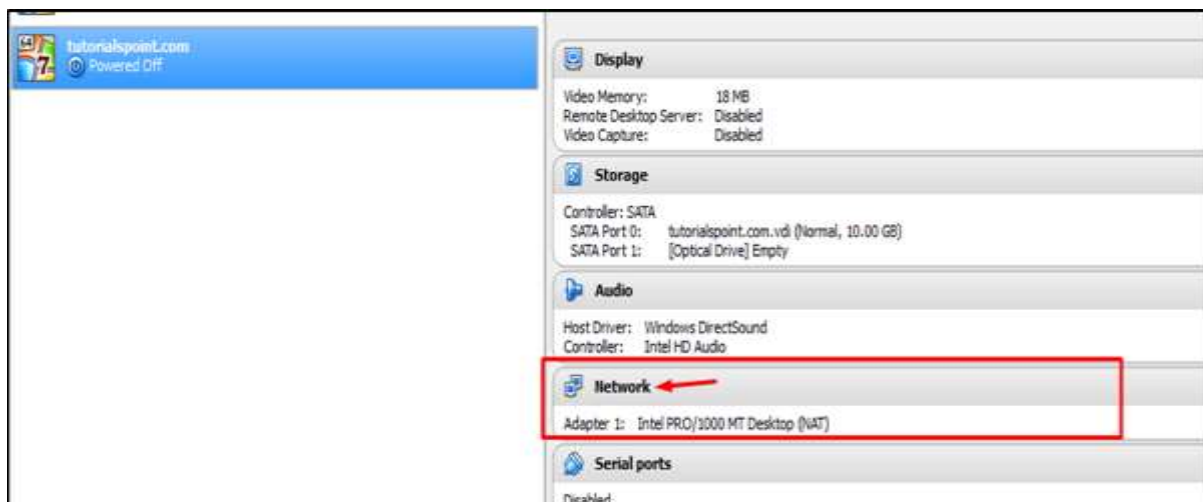 64
7
tutorialspoint.com
Powered Off
Display
Video Memory: 18 MB
Remote Desktop Server: Disabled
Video Capture: Disabled
Storage
Controller: SATA
SATA Port 0: tutorialspoint.com.vdi (Normal, 10.00 GB)
SATA Port 1: [Optical Drive] Empty
Audio
Host Driver: Windows DirectSound
Controller: Intel HD Audio
Network
Adapter 1: Intel PRO/1000 MT Desktop (NAT)
Serial ports
Disabled